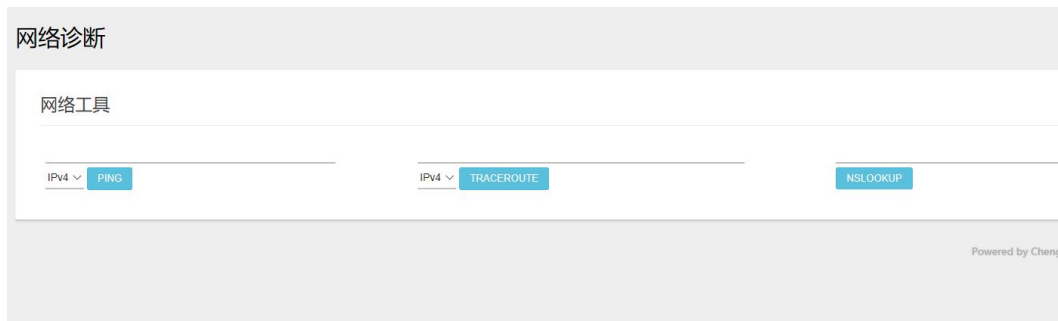 网络诊断
网络工具
IPv4 PING IPv4 TRACEROUTE NSLOOKUP
Powered by Cheng